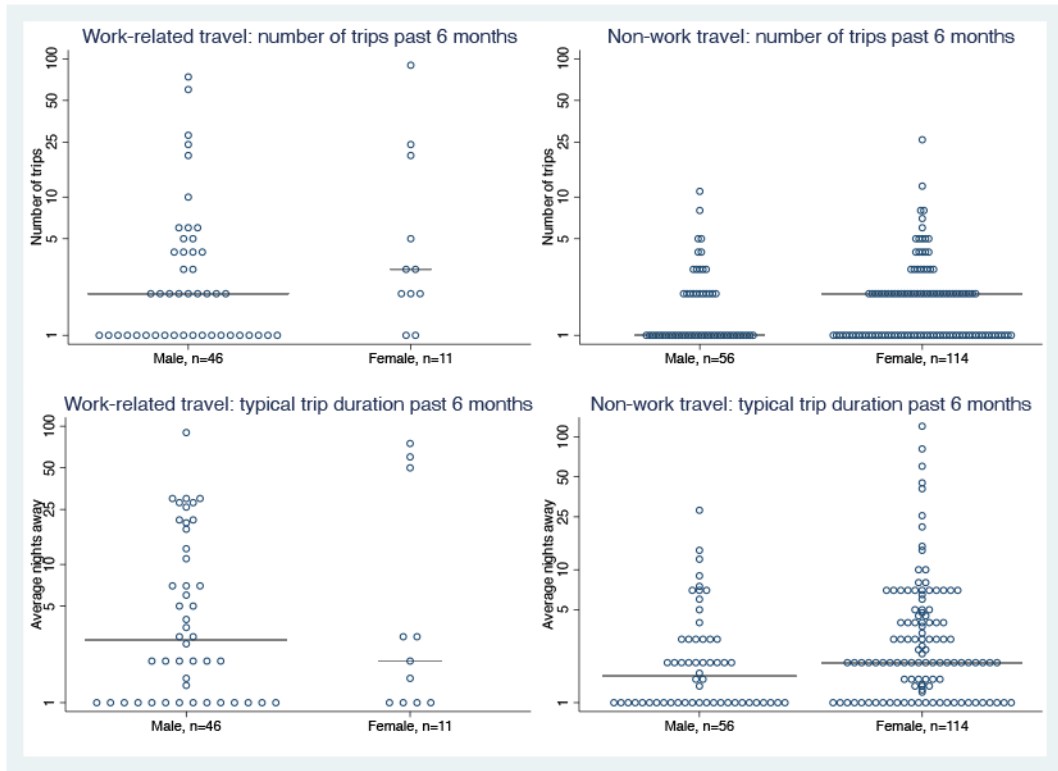 Work-related travel: number of trips past 6 months
Number of trips
100
50
25
10
5
1
Male, n=46
Female, n=11
Non-work travel: number of trips past 6 months
Number of trips
100
50
25
10
5
1
Male, n=56
Female, n=114
Work-related travel: typical trip duration past 6 months
Average nights away
100
50
25
10
5
1
Male, n=46
Female, n=11
Non-work travel: typical trip duration past 6 months
Average nights away
100
50
25
10
5
1
Male, n=56
Female, n=114